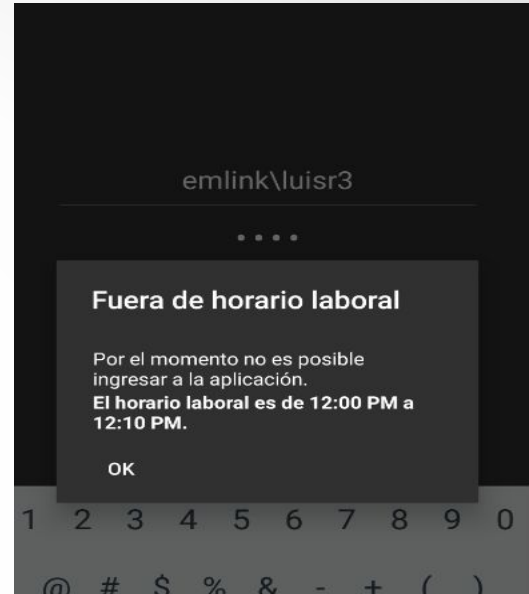 emlink\luisr3
••••
Fuera de horario laboral
Por el momento no es posible
ingresar a la aplicación.
El horario laboral es de 12:00 PM a
12:10 PM.
OK
1 2 3 4 5 6 7 8 9 0
@ # $ % & - + ( )